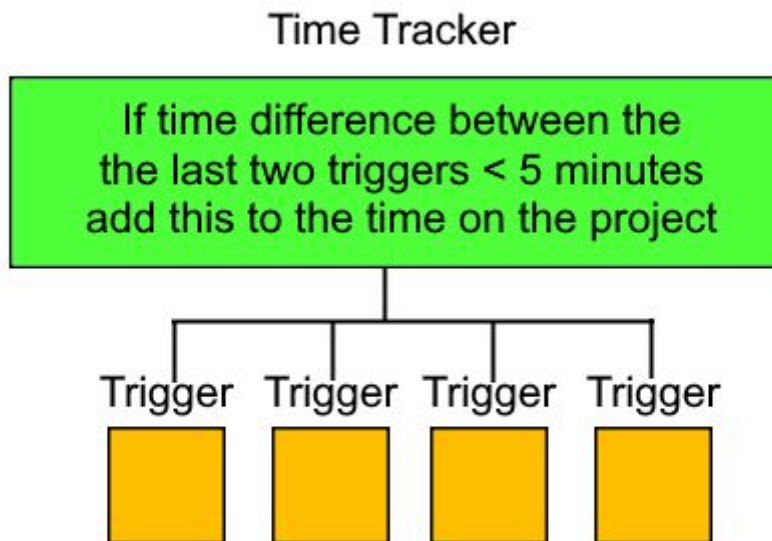 Time Tracker
If time difference between the
the last two triggers < 5 minutes
add this to the time on the project
Trigger Trigger Trigger Trigger